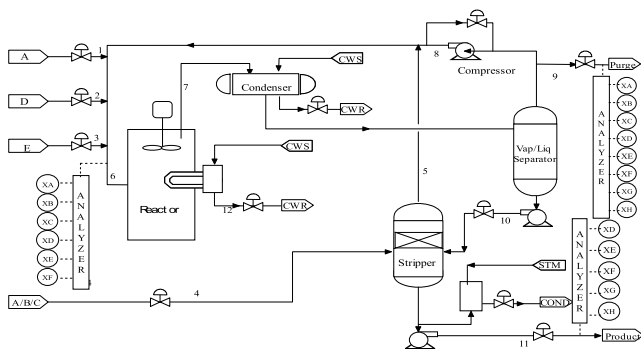 A
1
D
2
E
3
6
7
Condenser
CWS
CWR
8
Compressor
9
Purge
ANALYZER
XA
XB
XC
XD
XE
XF
XG
XH
Vap/Liq
Separator
Reactor
CWS
12
CWR
5
10
ANALYZER
XA
XB
XC
XD
XE
XF
Stripper
STM
COND
ANALYZER
XD
XE
XF
XG
XH
A/B/C
4
11
Product